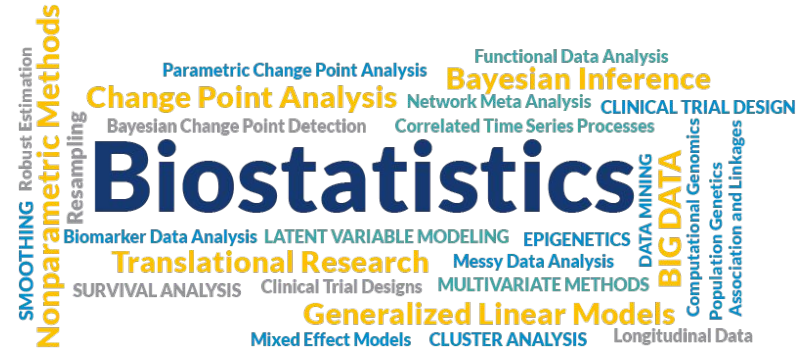 Functional Data Analysis
Parametric Change Point Analysis
Bayesian Inference
Change Point Analysis
Network Meta Analysis
CLINICAL TRIAL DESIGN
Bayesian Change Point Detection
Correlated Time Series Processes
Biostatistics
Biomarker Data Analysis
LATENT VARIABLE MODELING
EPIGENETICS
Translational Research
Messy Data Analysis
SURVIVAL ANALYSIS
Clinical Trial Designs
MULTIVARIATE METHODS
Generalized Linear Models
Mixed Effect Models
CLUSTER ANALYSIS
Longitudinal Data
SMOOTHING
Robust Estimation
Nonparametric Methods
Resampling
DATA MINING
BIG DATA
Computational Genomics
Population Genetics
Association and Linkages